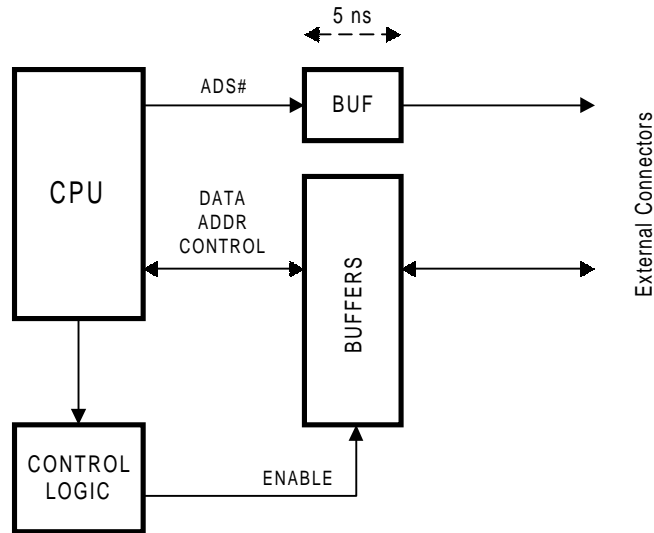 5 ns
ADS#
BUF
CPU
DATA
ADDR
CONTROL
BUFFERS
External Connectors
CONTROL
LOGIC
ENABLE